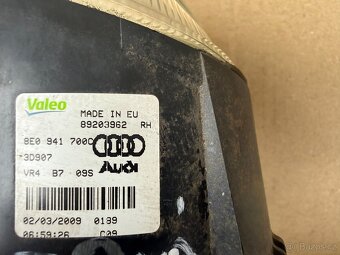 Valeo
MADE IN EU
89203962 RH
8E0 941 700C
3D907
Audi
VR4 B7 09S
02/03/2009 0139
06:59:26 C09